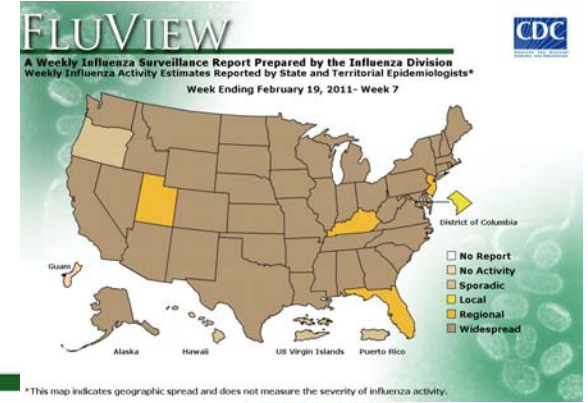 FLUVIEW
CDC
A Weekly Influenza Surveillance Report Prepared by the Influenza Division
Weekly Influenza Activity Estimates Reported by State and Territorial Epidemiologists*
Week Ending February 19, 2011- Week 7
District of Columbia
No Report
Guam
No Activity
Sporadic
Local
Regional
Widespread
Alaska
Hawaii
US Virgin Islands
Puerto Rico
*This map indicates geographic spread and does not measure the severity of influenza activity.